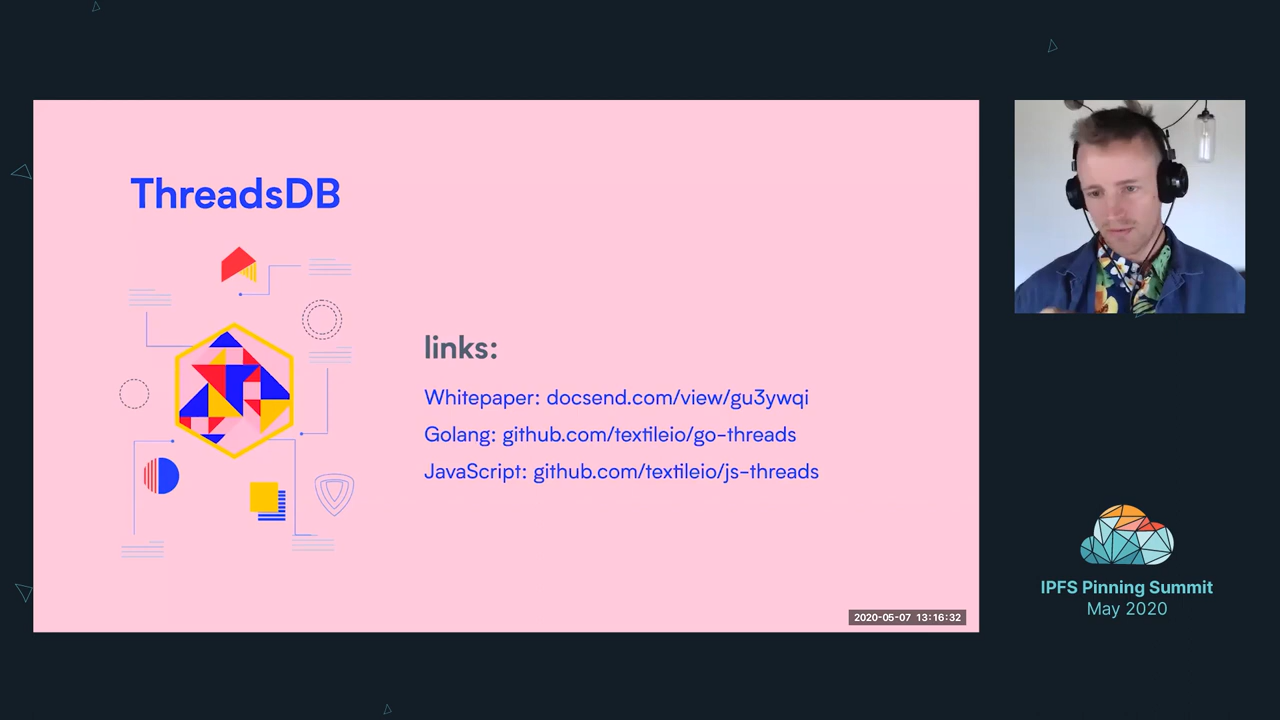 ThreadsDB
links:
Whitepaper: docsend.com/view/gu3ywqi
Golang: github.com/textileio/go-threads
JavaScript: github.com/textileio/js-threads
2020-05-07 13:16:32
IPFS Pinning Summit
May 2020